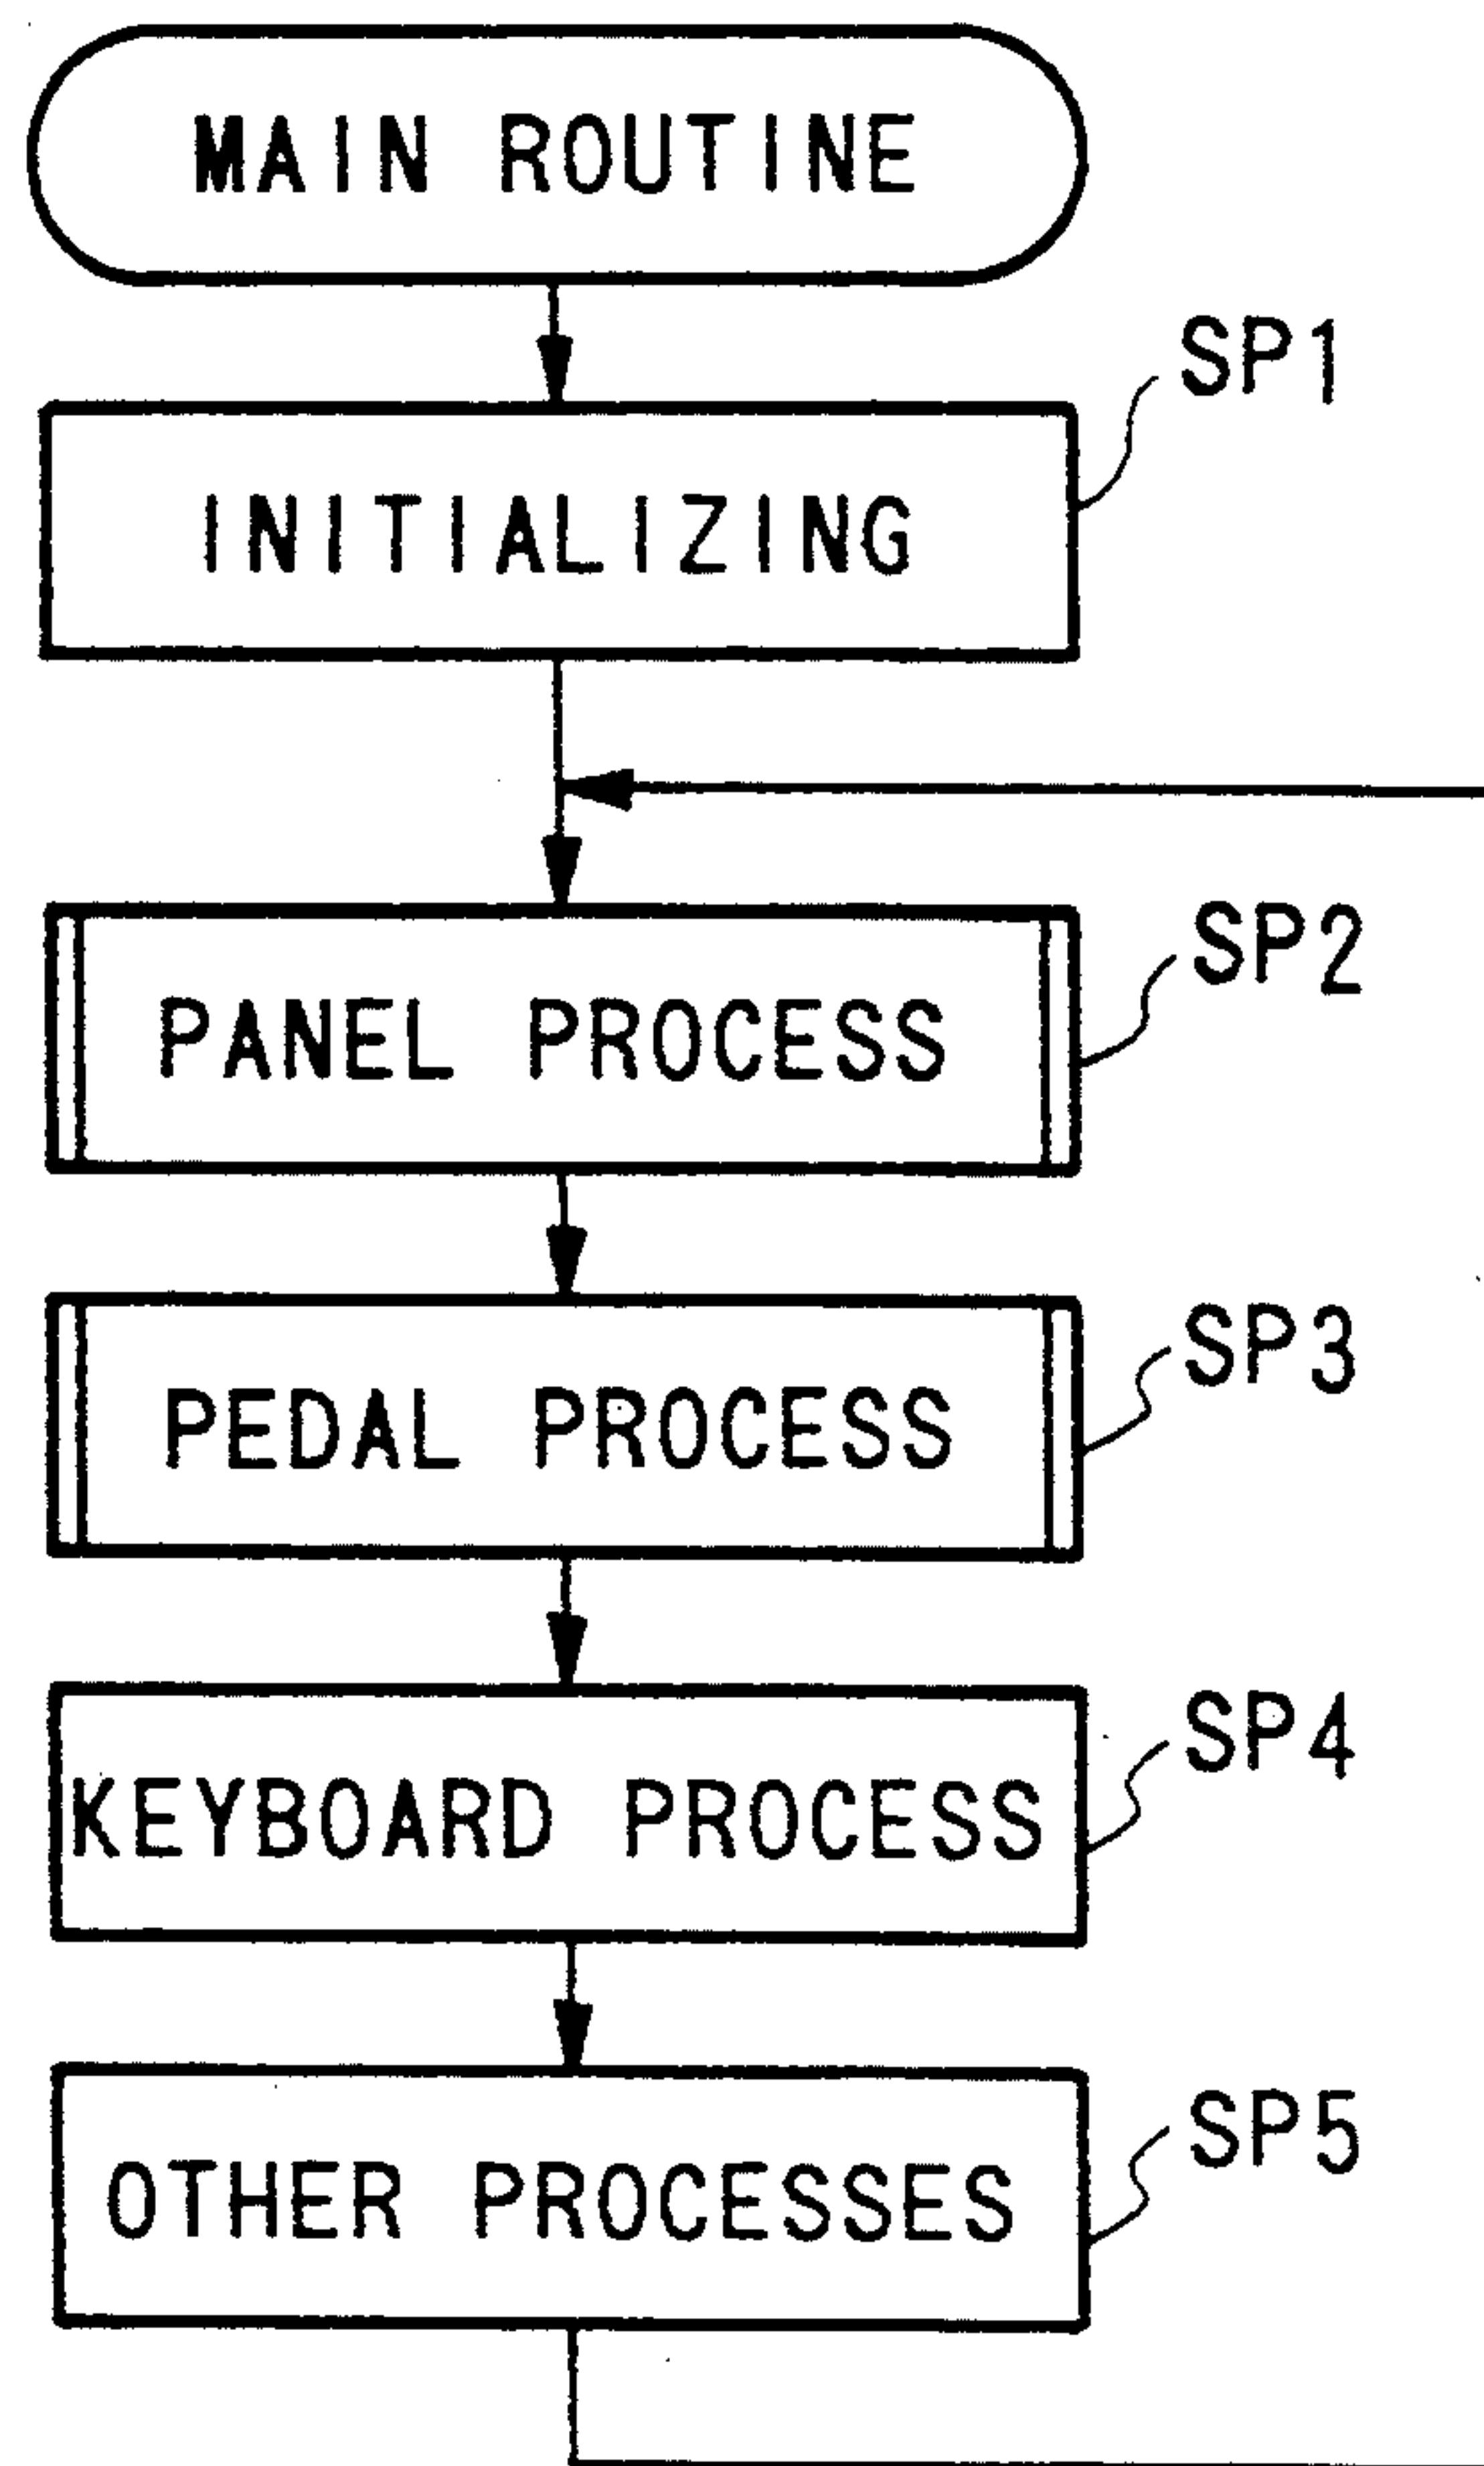 MAIN ROUTINE
SP1
INITIALIZING
SP2
PANEL PROCESS
SP3
PEDAL PROCESS
SP4
KEYBOARD PROCESS
SP5
OTHER PROCESSES